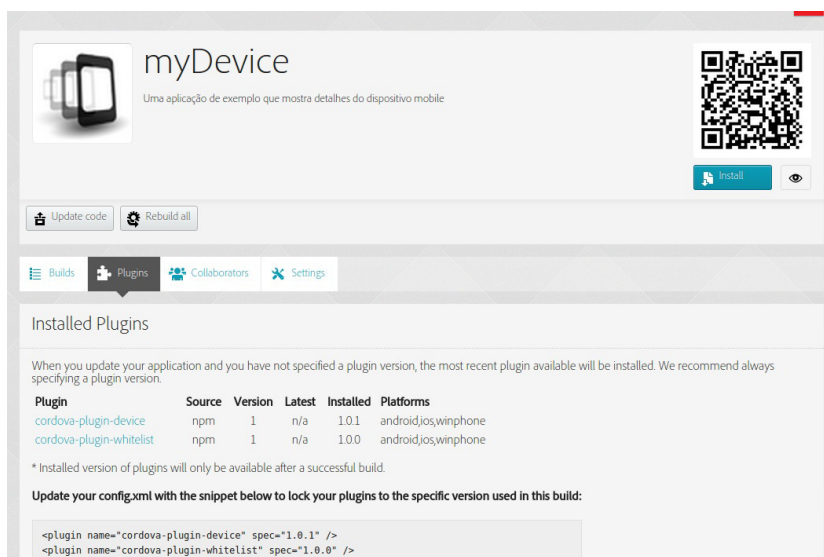 myDevice
Uma aplicação de exemplo que mostra detalhes do dispositivo mobile
Install
Update code
Rebuild all
Builds
Plugins
Collaborators
Settings
Installed Plugins
When you update your application and you have not specified a plugin version, the most recent plugin available will be installed. We recommend always
specifying a plugin version.
Plugin Source Version Latest Installed Platforms
cordova-plugin-device npm 1 n/a 1.0.1 android,ios,winphone
cordova-plugin-whitelist npm 1 n/a 1.0.0 android,ios,winphone
* Installed version of plugins will only be available after a successful build.
Update your config.xml with the snippet below to lock your plugins to the specific version used in this build:
<plugin name="cordova-plugin-device" spec="1.0.1" />
<plugin name="cordova-plugin-whitelist" spec="1.0.0" />